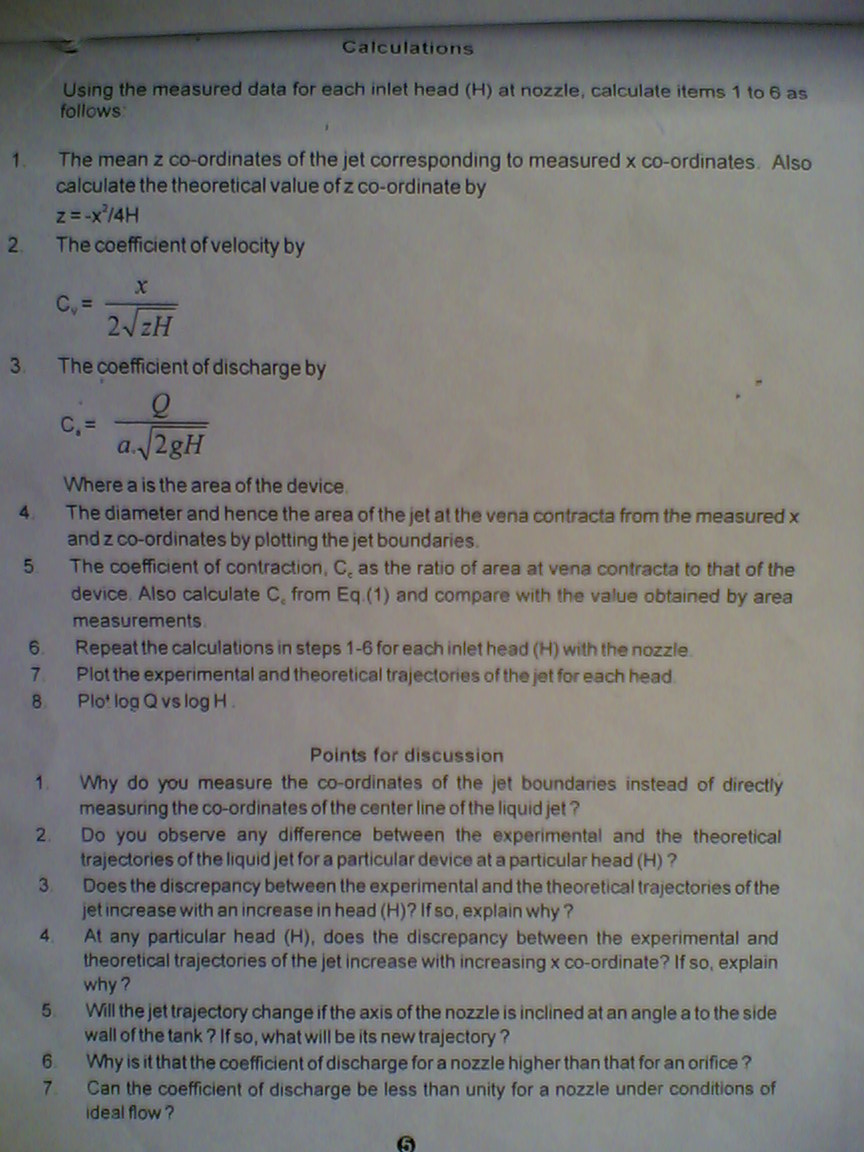 Calculations
Using the measured data for each inlet head (H) at nozzle, calculate items 1 to 6 as
follows:
1. The mean z co-ordinates of the jet corresponding to measured x co-ordinates. Also
calculate the theoretical value of z co-ordinate by
z = -x²/4H
2. The coefficient of velocity by
Cᵥ = x / 2√zH
3. The coefficient of discharge by
C = Q / a √2gH
Where a is the area of the device.
4. The diameter and hence the area of the jet at the vena contracta from the measured x
and z co-ordinates by plotting the jet boundaries.
5. The coefficient of contraction, C꜀ as the ratio of area at vena contracta to that of the
device. Also calculate C꜀ from Eq.(1) and compare with the value obtained by area
measurements.
6. Repeat the calculations in steps 1-6 for each inlet head (H) with the nozzle.
7. Plot the experimental and theoretical trajectories of the jet for each head.
8. Plot log Q vs log H.
Points for discussion
1. Why do you measure the co-ordinates of the jet boundaries instead of directly
measuring the co-ordinates of the center line of the liquid jet ?
2. Do you observe any difference between the experimental and the theoretical
trajectories of the liquid jet for a particular device at a particular head (H) ?
3. Does the discrepancy between the experimental and the theoretical trajectories of the
jet increase with an increase in head (H)? If so, explain why ?
4. At any particular head (H), does the discrepancy between the experimental and
theoretical trajectories of the jet increase with increasing x co-ordinate? If so, explain
why ?
5. Will the jet trajectory change if the axis of the nozzle is inclined at an angle a to the side
wall of the tank ? If so, what will be its new trajectory ?
6. Why is it that the coefficient of discharge for a nozzle higher than that for an orifice ?
7. Can the coefficient of discharge be less than unity for a nozzle under conditions of
ideal flow ?
5